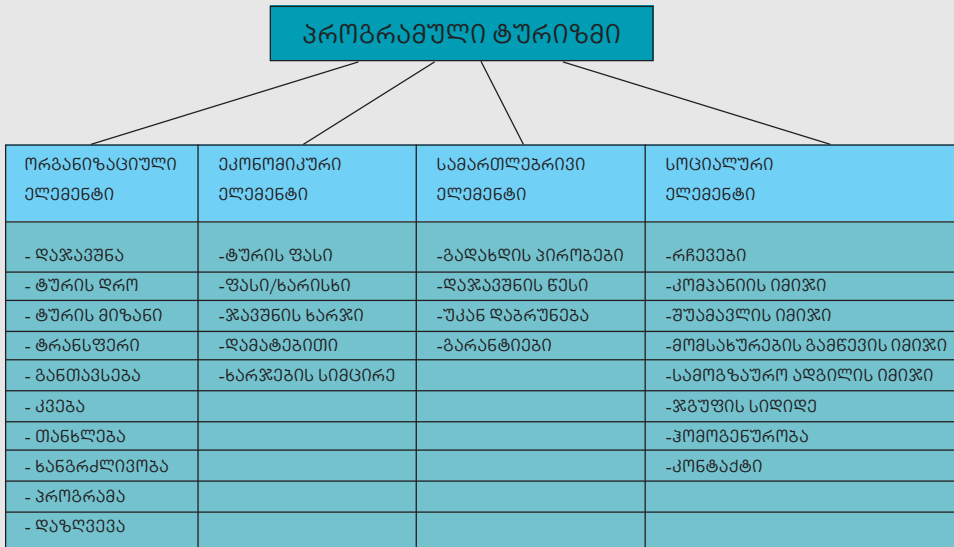 პროგრამული ტურიზმი
ორგანიზაციული
ელემენტი
- დაჯავშნა
- ტურის დრო
- ტურის მიზანი
- ტრანსფერი
- განთავსება
- კვება
- თანხლება
- ხანგრძლივობა
- პროგრამა
- დაზღვევა
ეკონომიკური
ელემენტი
-ტურის ფასი
-ფასი/ხარისხი
-ჯავშნის ხარჯი
-დამატებითი
-ხარჯების სიმცირე
სამართლებრივი
ელემენტი
-გადახდის პირობები
-დაჯავშნის წესი
-უკან დაბრუნება
-გარანტიები
სოციალური
ელემენტი
-რჩევები
-კომპანიის იმიჯი
-შუამავლის იმიჯი
-მომსახურების გამწევის იმიჯი
-სამოგზაურო ადგილის იმიჯი
-ჯგუფის სიდიდე
-ჰომოგენურობა
-კონტაქტი